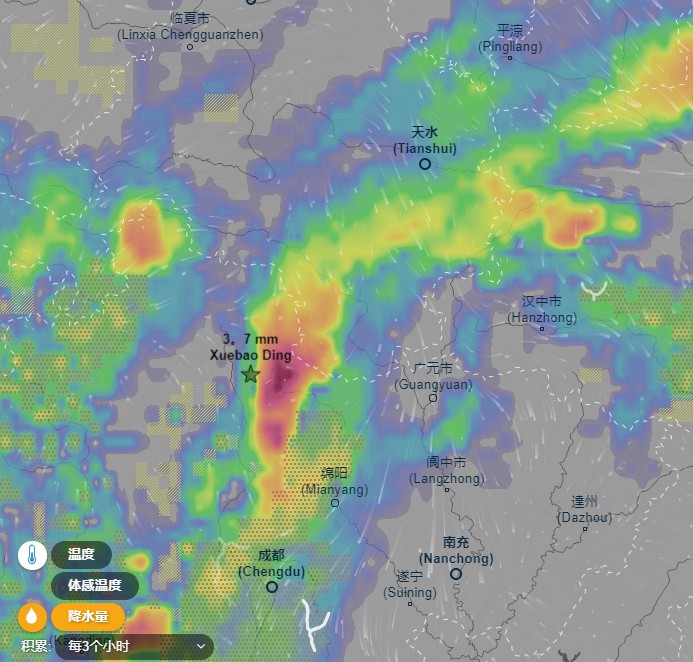 临夏市
(Linxia Chengguanzhen)
平凉
(Pingliang)
天水
(Tianshui)
汉中市
(Hanzhong)
3。7 mm
Xuebao Ding
广元市
(Guangyuan)
阆中市
(Langzhong)
绵阳
(Mianyang)
達州
(Dazhou)
成都
(Chengdu)
南充
(Nanchong)
遂宁
(Suining)
温度
体感温度
降水量
积累:
每3个小时